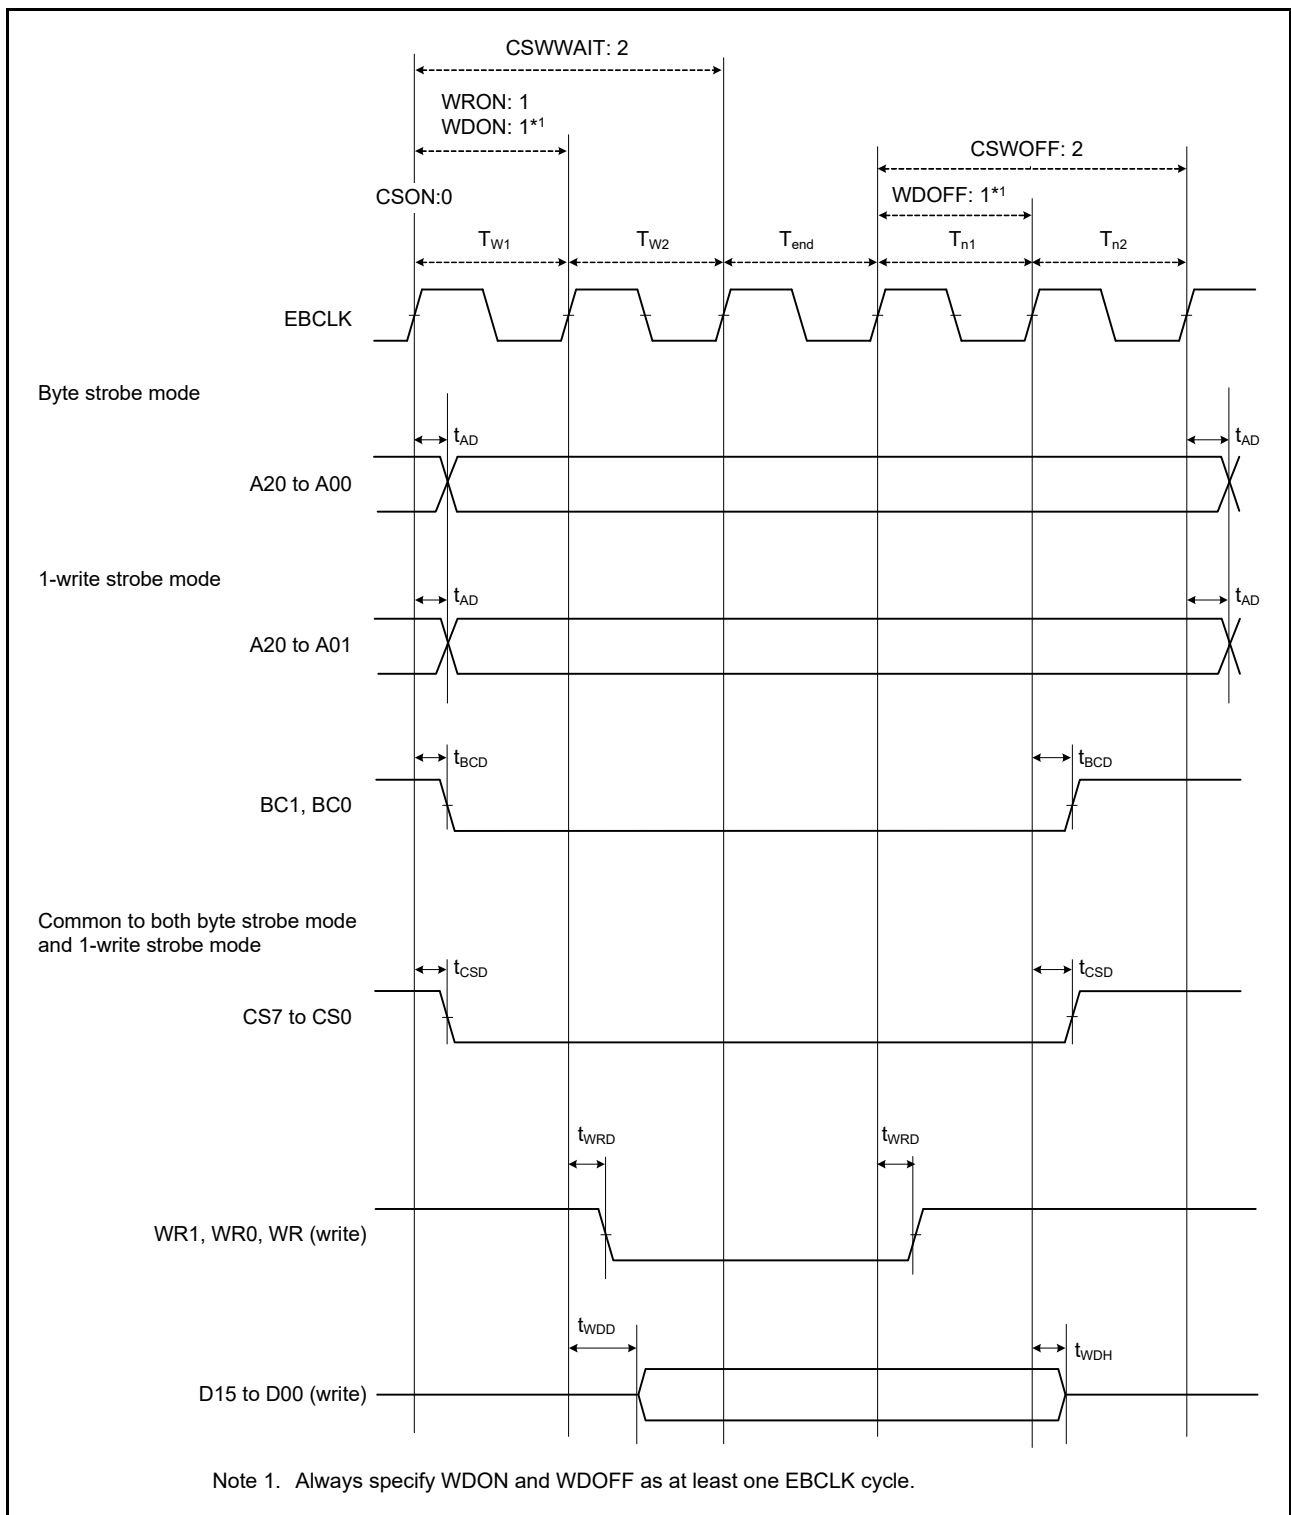 CSWWAIT: 2
WRON: 1
WDON: 1*1
CSWOFF: 2
WDOFF: 1*1
CSON:0
TW1 TW2 Tend Tn1 Tn2
EBCLK
Byte strobe mode
tAD tAD
A20 to A00
1-write strobe mode
tAD tAD
A20 to A01
tBCD tBCD
BC1, BC0
Common to both byte strobe mode
and 1-write strobe mode
tCSD tCSD
CS7 to CS0
tWRD tWRD
WR1, WR0, WR (write)
tWDD tWDH
D15 to D00 (write)
Note 1. Always specify WDON and WDOFF as at least one EBCLK cycle.